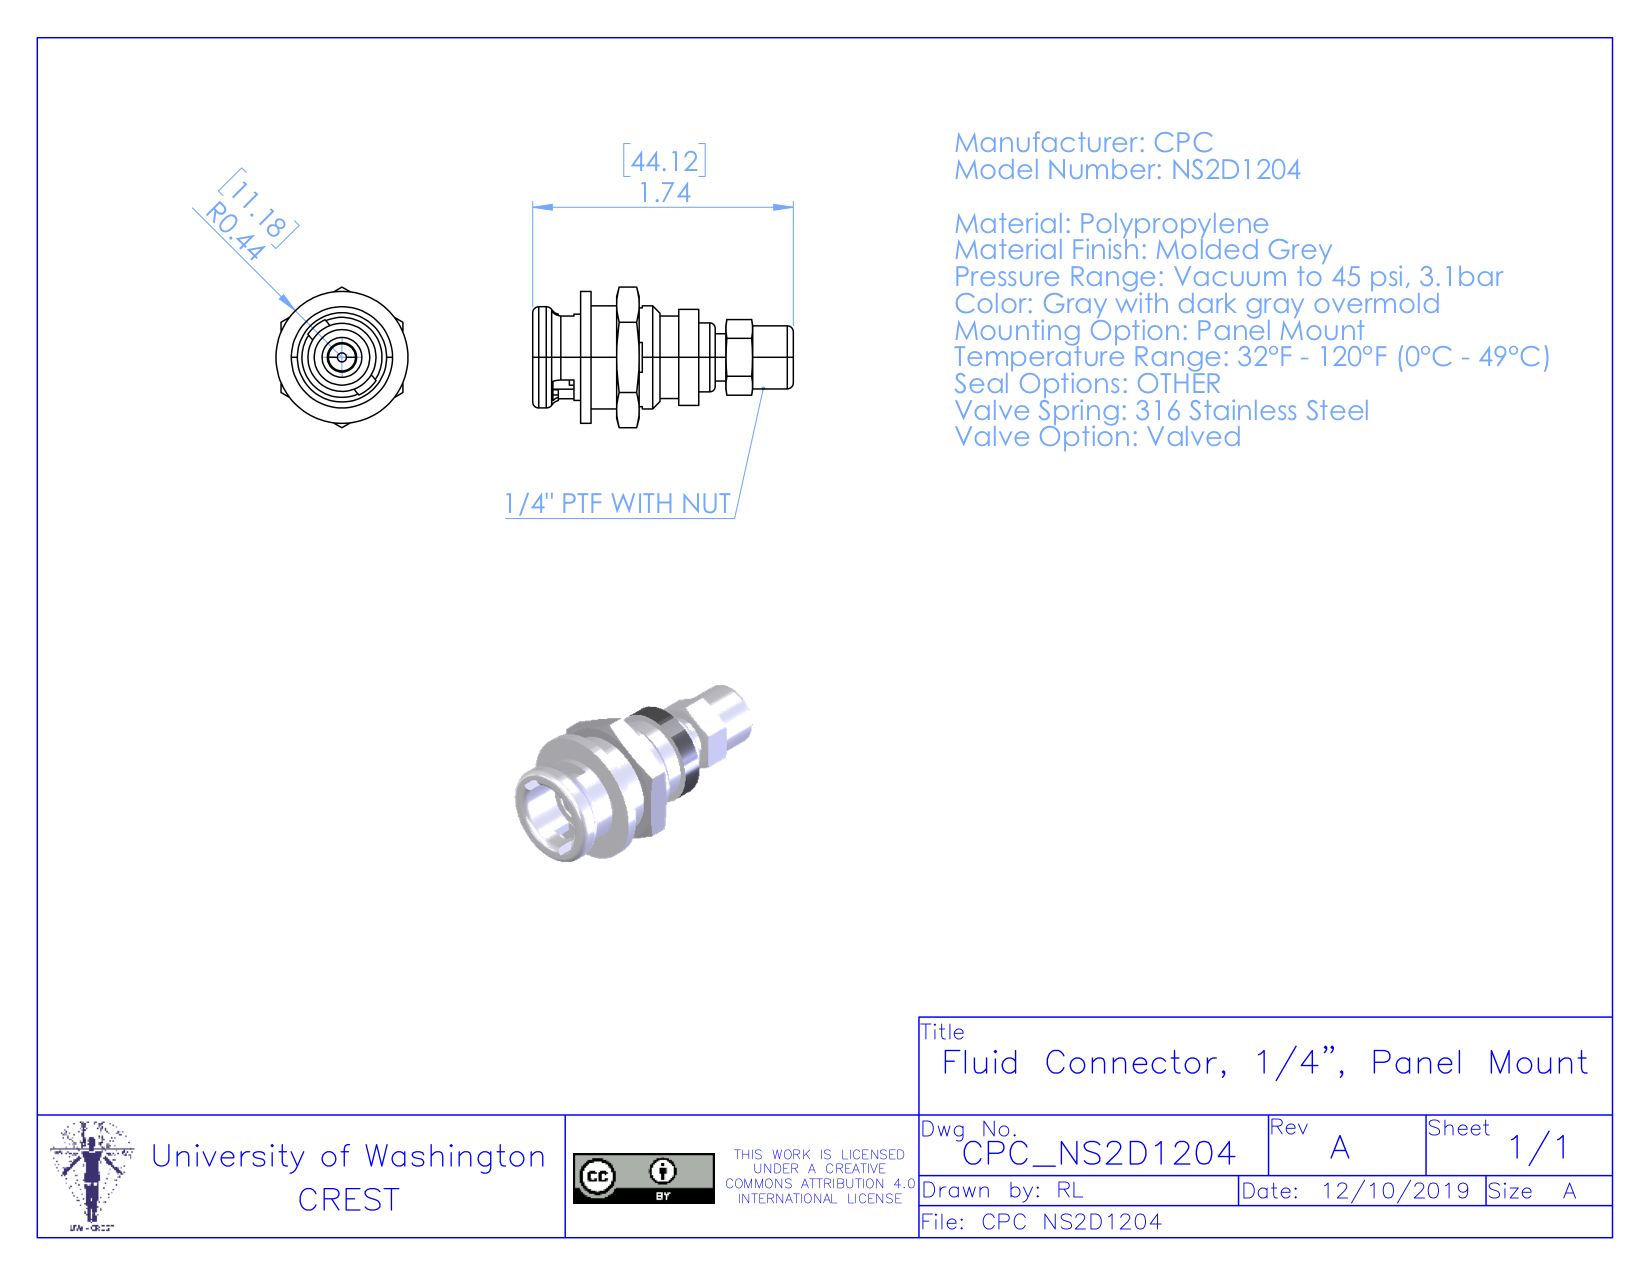 [44.12]
1.74
[11.18]
R0.44
1/4" PTF WITH NUT
Manufacturer: CPC
Model Number: NS2D1204
Material: Polypropylene
Material Finish: Molded Grey
Pressure Range: Vacuum to 45 psi, 3.1bar
Color: Gray with dark gray overmold
Mounting Option: Panel Mount
Temperature Range: 32°F - 120°F (0°C - 49°C)
Seal Options: OTHER
Valve Spring: 316 Stainless Steel
Valve Option: Valved
Title
Fluid Connector, 1/4”, Panel Mount
UW - CREST
University of Washington
CREST
cc
BY
THIS WORK IS LICENSED
UNDER A CREATIVE
COMMONS ATTRIBUTION 4.0
INTERNATIONAL LICENSE
Dwg No.
CPC_NS2D1204
Rev
A
Sheet
1/1
Drawn by: RL
Date: 12/10/2019
Size A
File: CPC NS2D1204